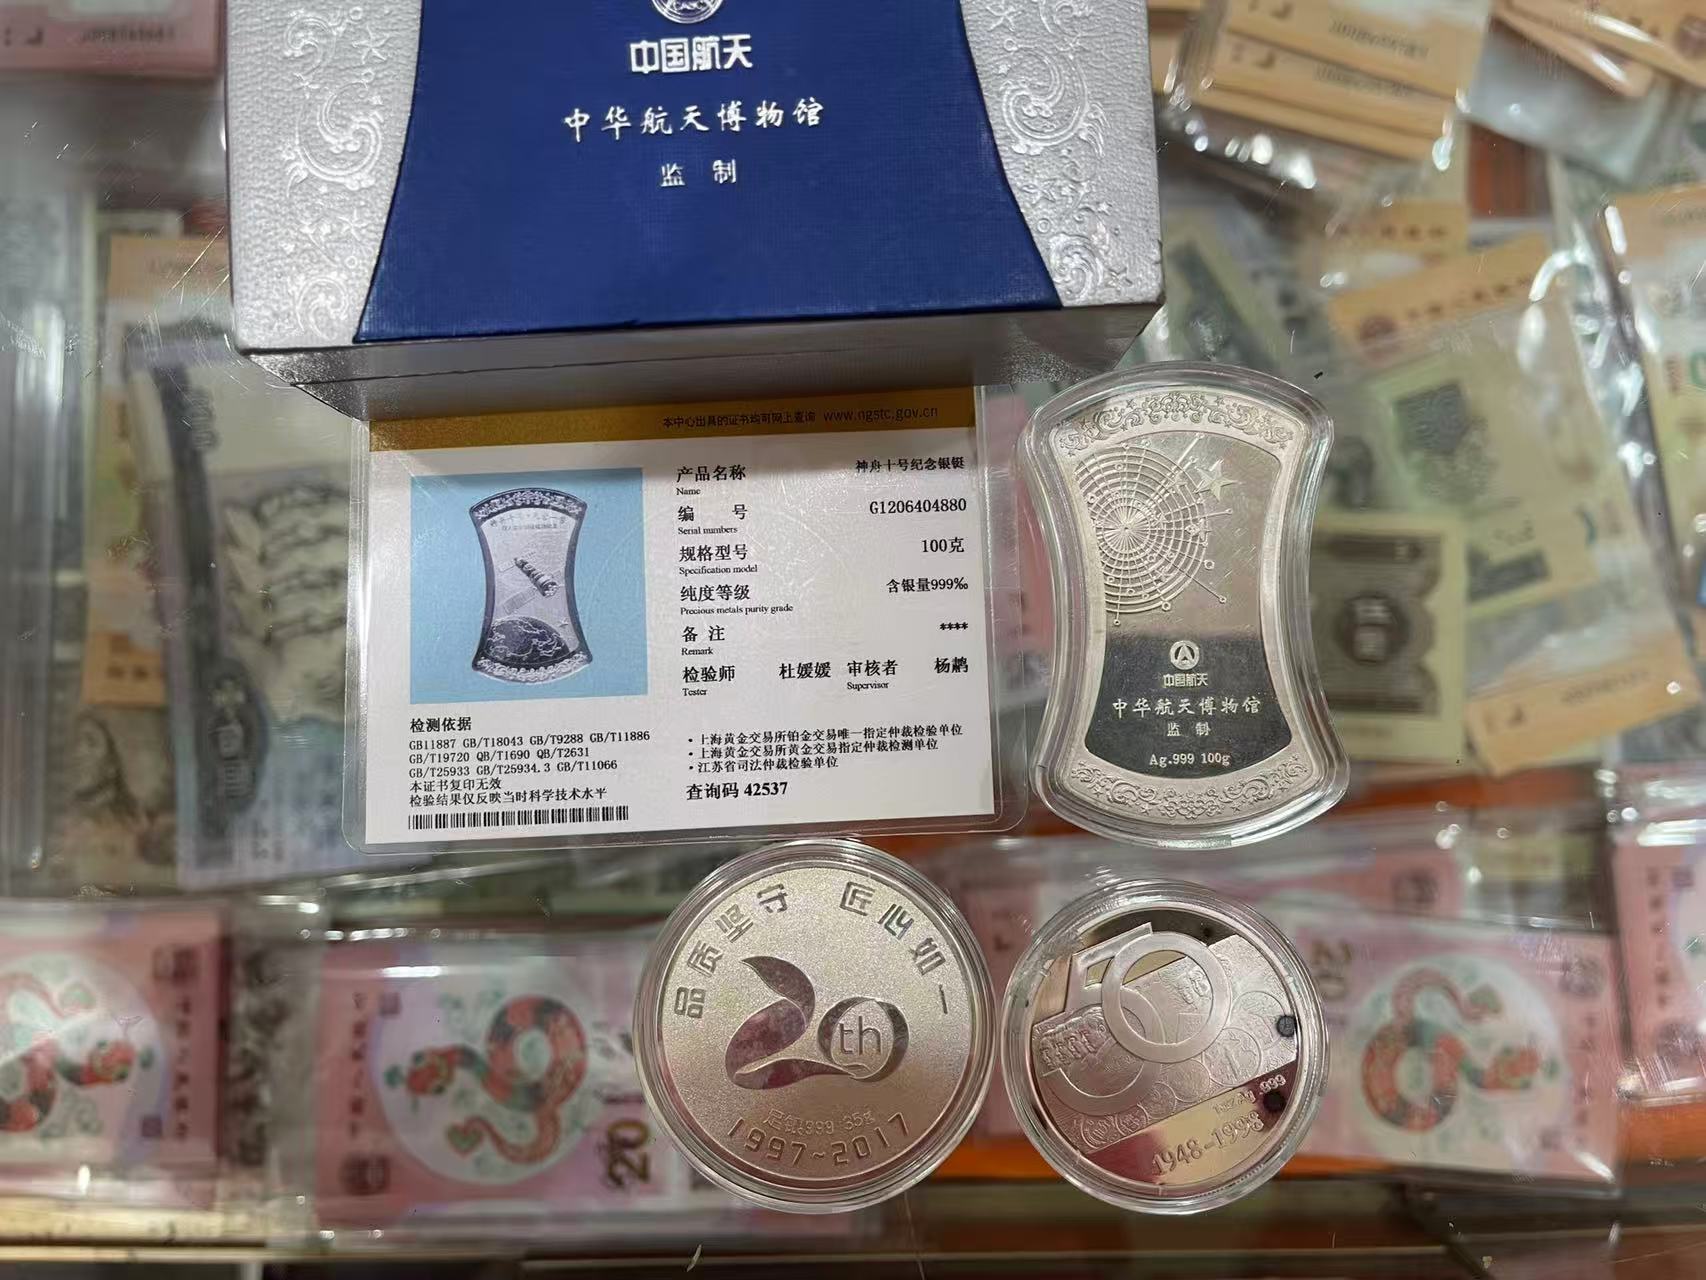 中国航天
中华航天博物馆
监制
本中心出具的证书均可网上查询 www.ngstc.gov.cn
产品名称 神舟十号纪念银铤
Name
编号 G1206404880
Serial numbers
规格型号 100克
Specification model
纯度等级 含银量999‰
Precious metals purity grade
备注 ****
Remark
检验师 杜媛媛 审核者 杨鹡
Tester Supervisor
检测依据
GB11887 GB/T18043 GB/T9288 GB/T11886
GB/T19720 QB/T1690 QB/T2631
GB/T25933 GB/T25934.3 GB/T11066
本证书复印无效
检验结果仅反映当时科学技术水平
·上海黄金交易所铂金交易唯一指定仲裁检验单位
·上海黄金交易所黄金交易指定仲裁检测单位
·江苏省司法仲裁检验单位
查询码 42537
中国航天
中华航天博物馆
监制
Ag.999 100g
品质坚守 匠心如一
20th
足银999 35g
1997~2017
50
1oz Ag .999
1948-1998
20
20